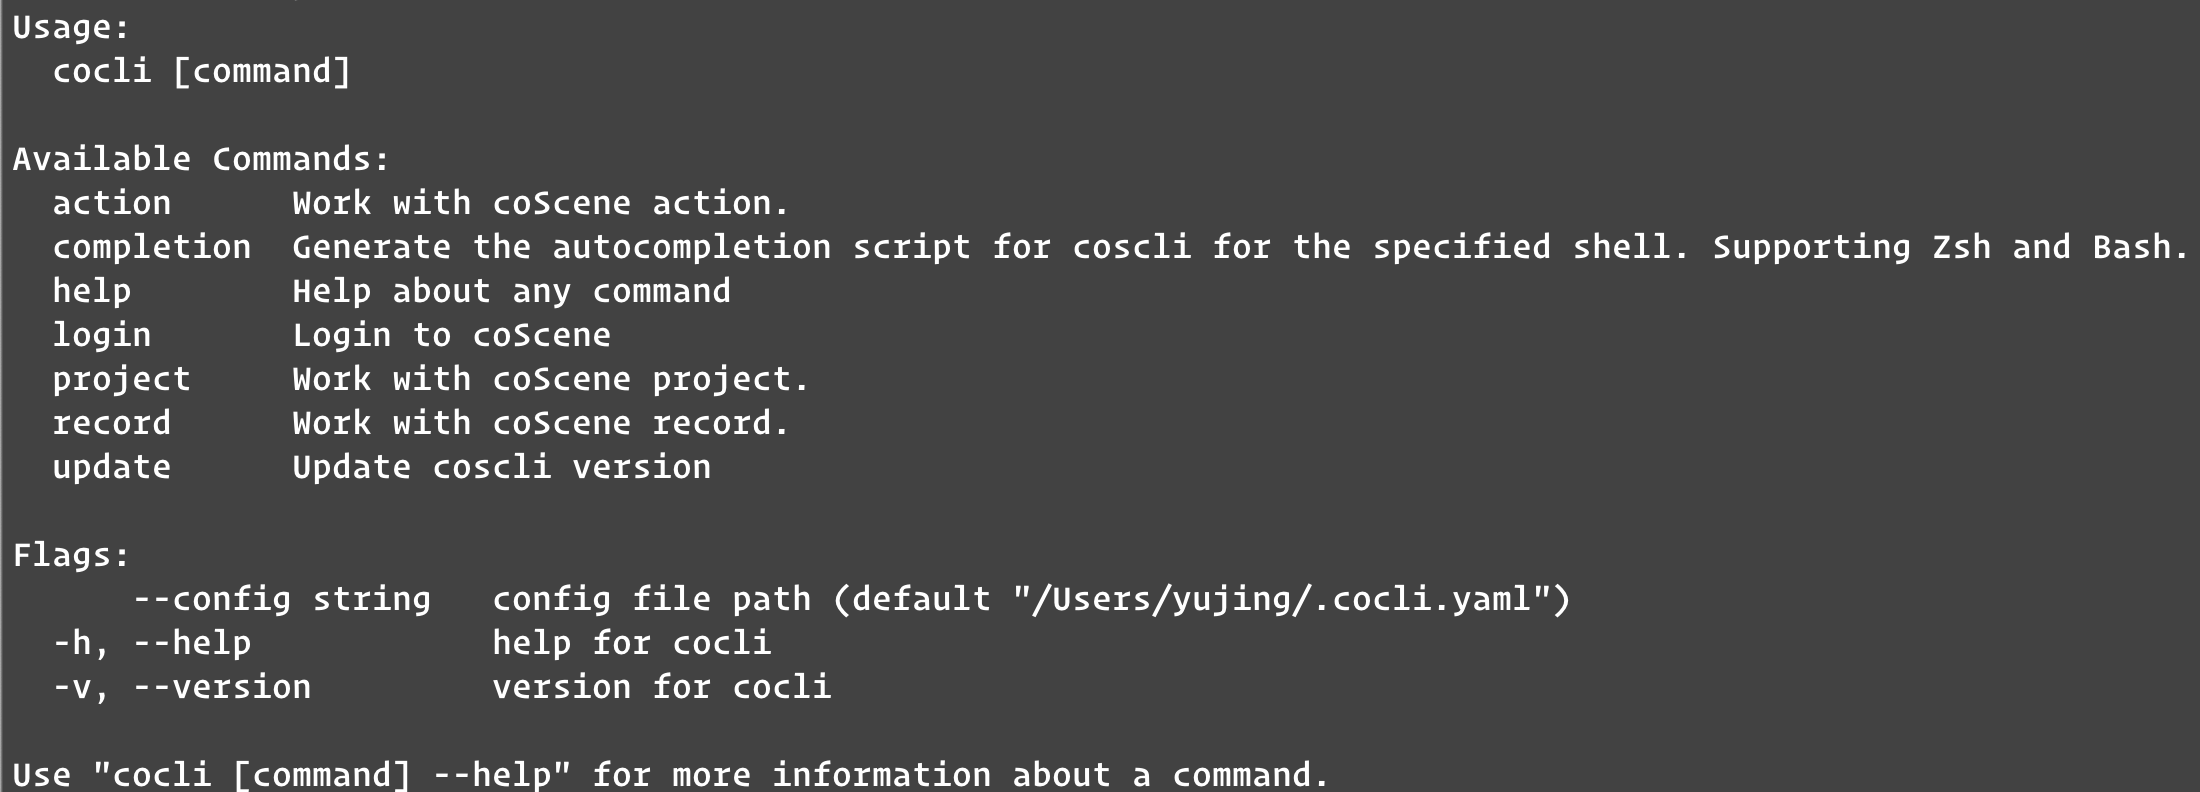 Usage:
  cocli [command]

Available Commands:
  action      Work with coScene action.
  completion  Generate the autocompletion script for coscli for the specified shell. Supporting Zsh and Bash.
  help        Help about any command
  login       Login to coScene
  project     Work with coScene project.
  record      Work with coScene record.
  update      Update coscli version

Flags:
      --config string   config file path (default "/Users/yujing/.cocli.yaml")
  -h, --help            help for cocli
  -v, --version         version for cocli

Use "cocli [command] --help" for more information about a command.